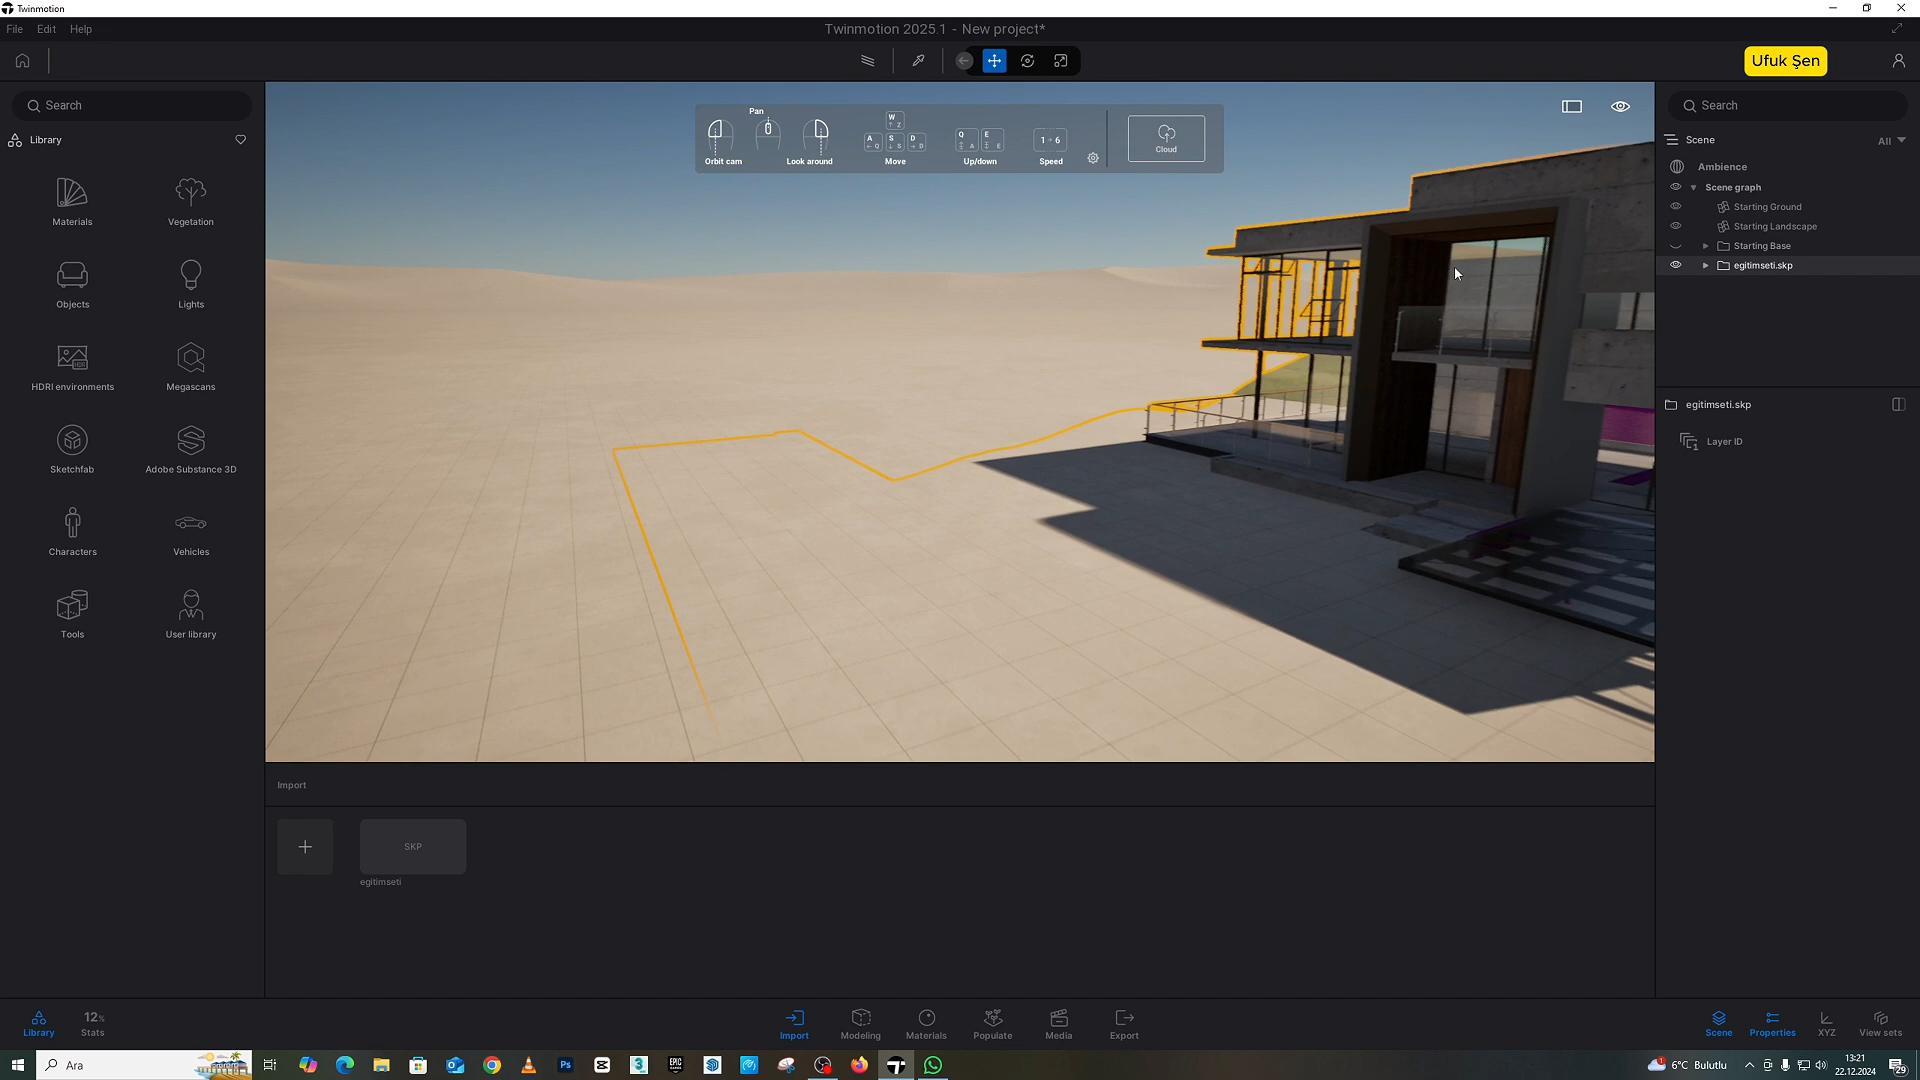 Twinmotion
File Edit Help
Twinmotion 2025.1 - New project*
Ufuk Şen
Search
Library
Materials
Vegetation
Objects
Lights
HDRI environments
Megascans
Sketchfab
Adobe Substance 3D
Characters
Vehicles
Tools
User library
Pan
Orbit cam
Look around
W
A S D
Move
Q E
Up/down
1 - 6
Speed
Cloud
Search
Scene
All
Ambience
Scene graph
Starting Ground
Starting Landscape
Starting Base
egitimseti.skp
egitimseti.skp
Layer ID
Import
SKP
egitimseti
Library
12%
Stats
Import
Modeling
Materials
Populate
Media
Export
Scene
Properties
XYZ
View sets
Ara
6°C Bulutlu
13:21
22.12.2024
29